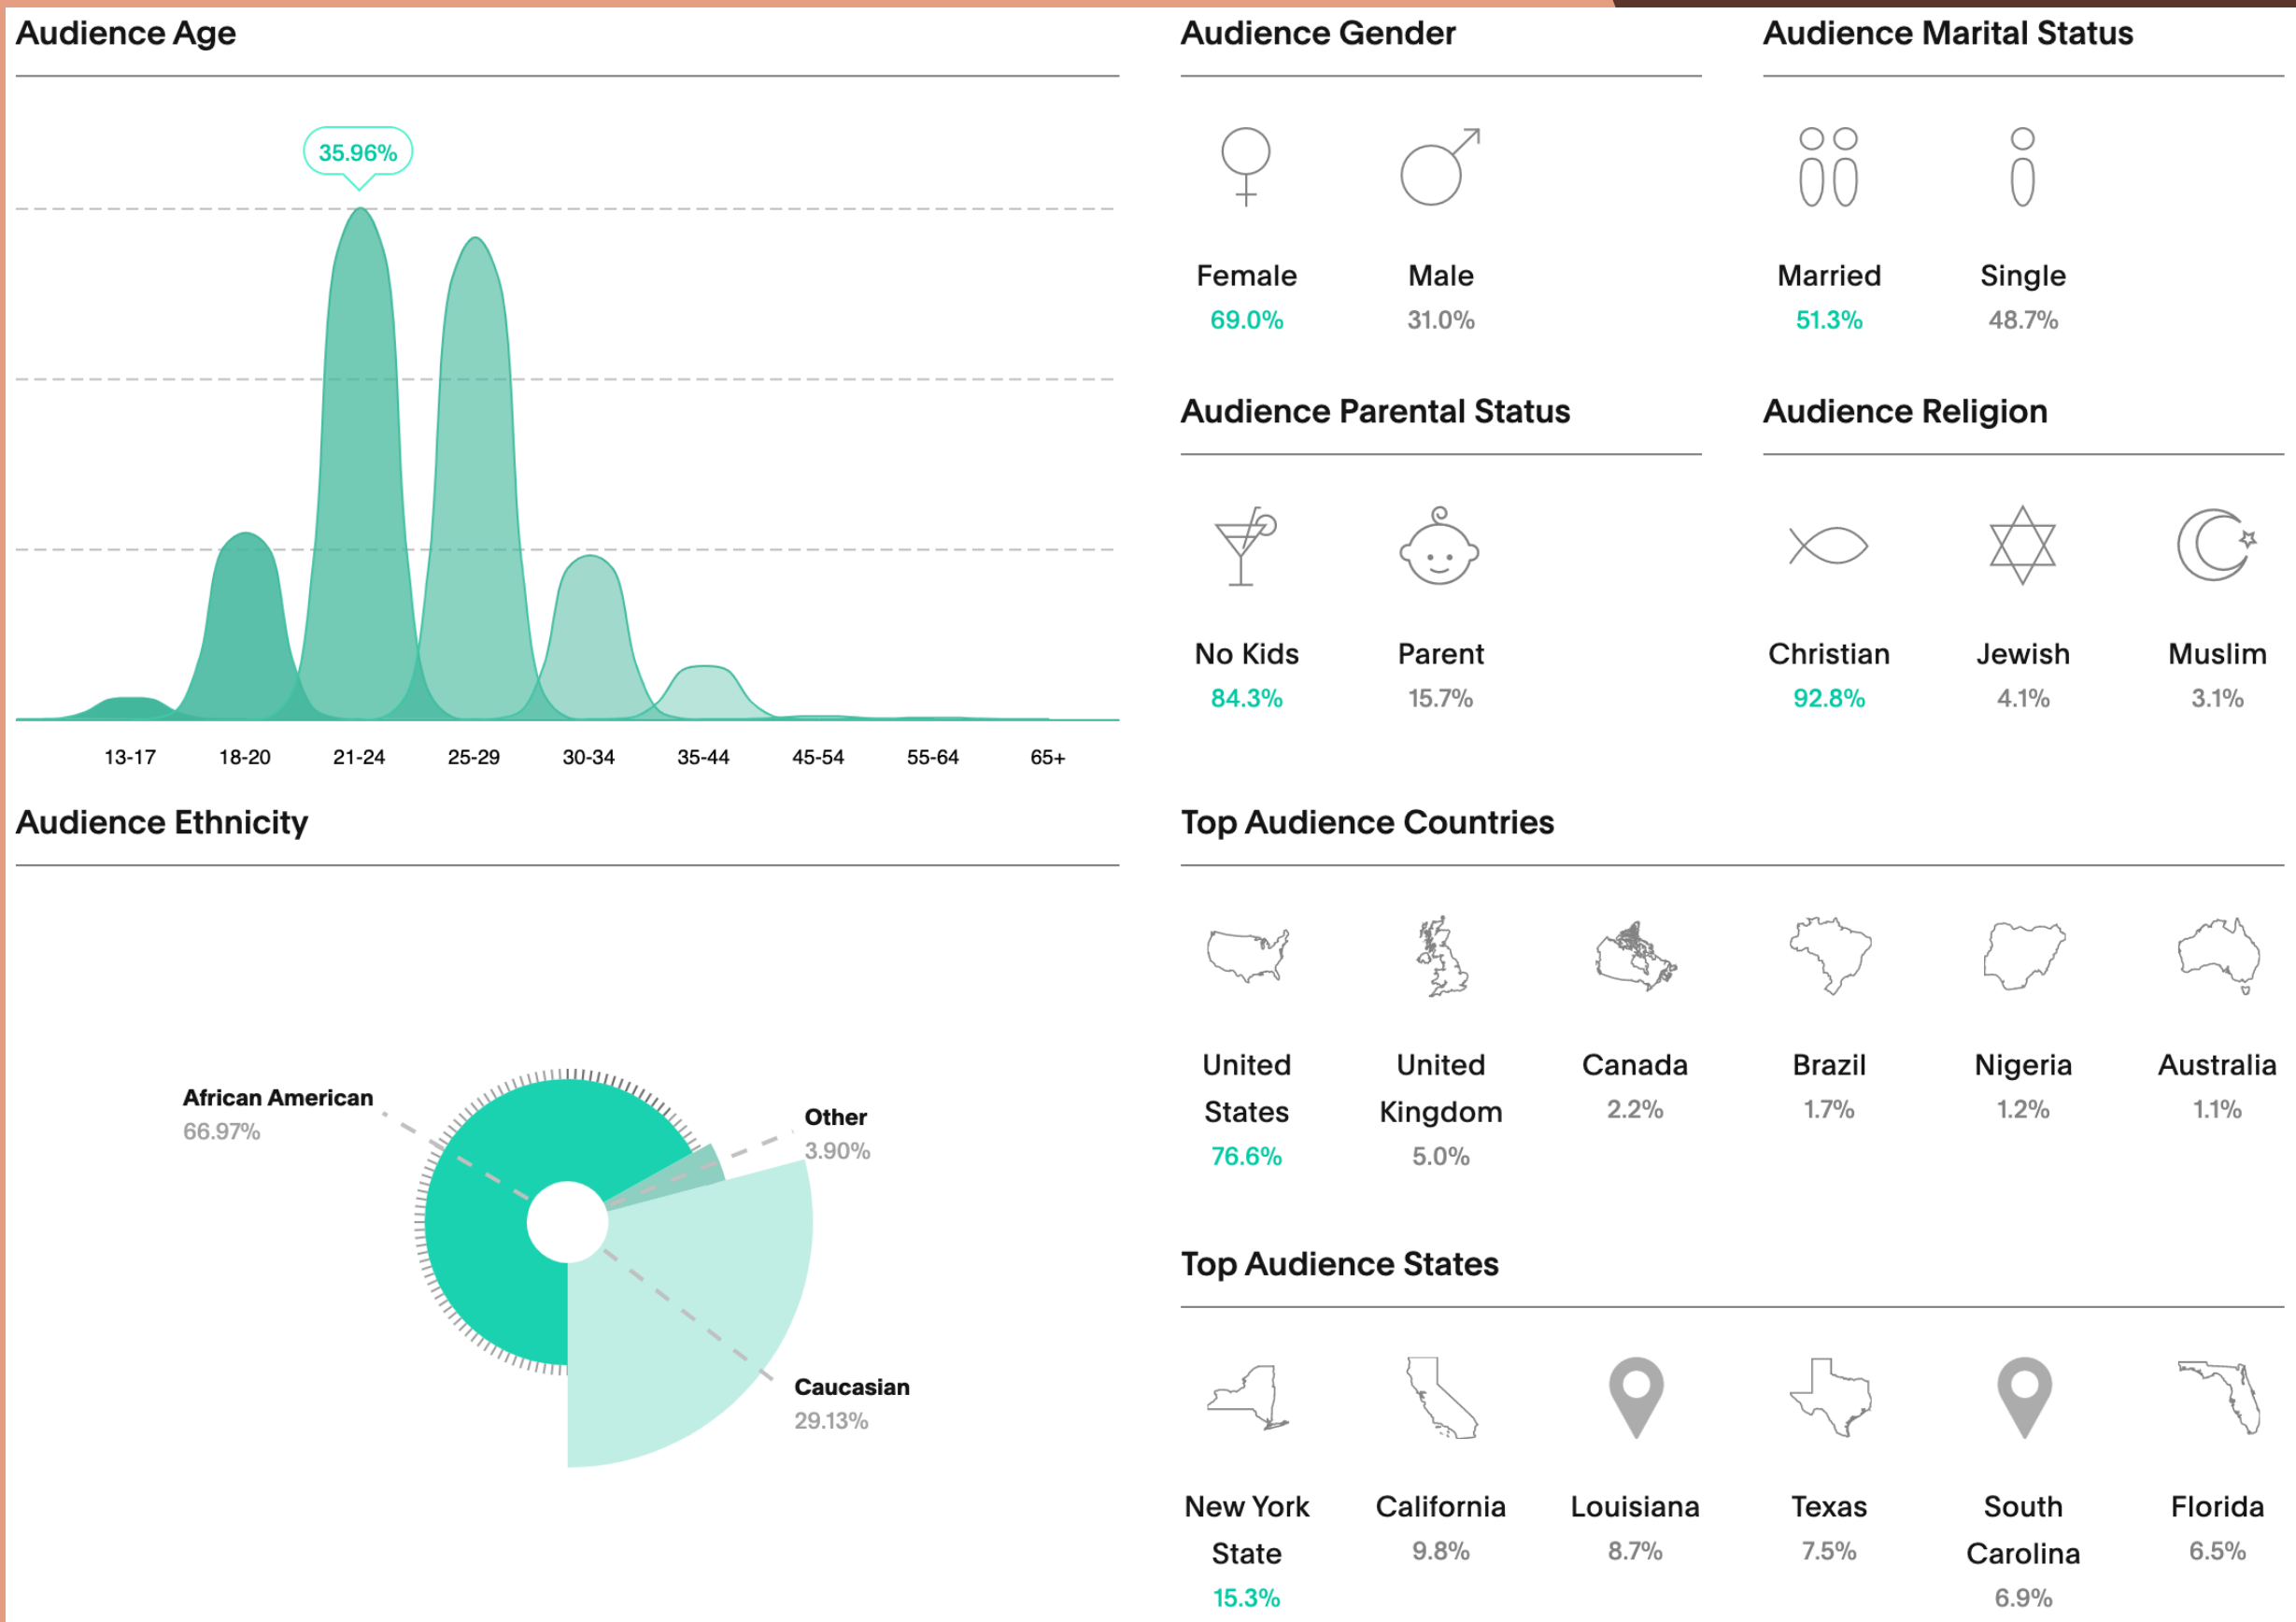 Audience Age
35.96%
13-17 18-20 21-24 25-29 30-34 35-44 45-54 55-64 65+
Audience Gender
Female Male
69.0% 31.0%
Audience Marital Status
Married Single
51.3% 48.7%
Audience Parental Status
No Kids Parent
84.3% 15.7%
Audience Religion
Christian Jewish Muslim
92.8% 4.1% 3.1%
Audience Ethnicity
African American
66.97%
Other
3.90%
Caucasian
29.13%
Top Audience Countries
United
States
76.6%
United
Kingdom
5.0%
Canada
2.2%
Brazil
1.7%
Nigeria
1.2%
Australia
1.1%
Top Audience States
New York
State
15.3%
California
9.8%
Louisiana
8.7%
Texas
7.5%
South
Carolina
6.9%
Florida
6.5%